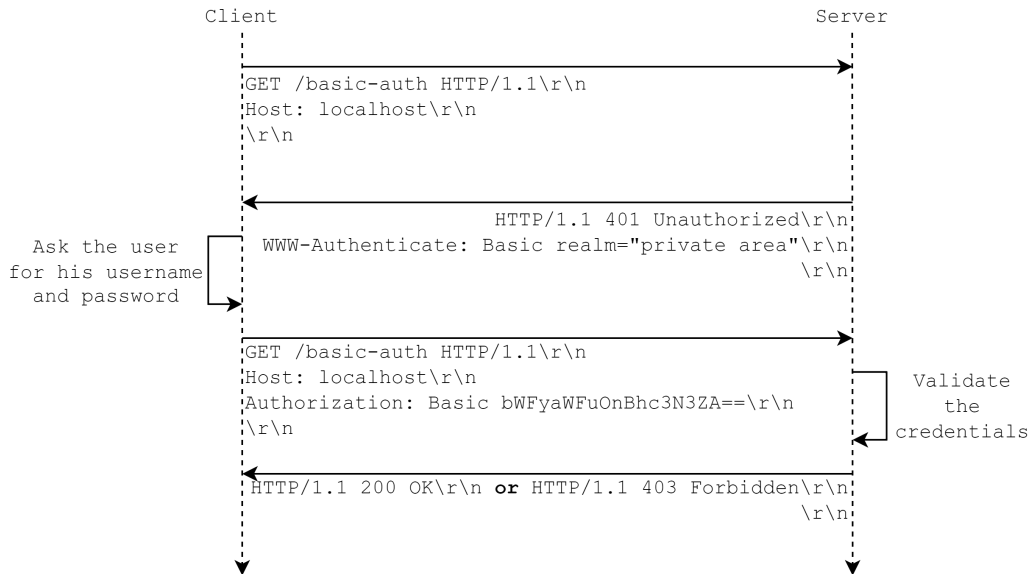 Client
Server
GET /basic-auth HTTP/1.1\r\n
Host: localhost\r\n
\r\n
HTTP/1.1 401 Unauthorized\r\n
WWW-Authenticate: Basic realm="private area"\r\n
\r\n
Ask the user
for his username
and password
GET /basic-auth HTTP/1.1\r\n
Host: localhost\r\n
Authorization: Basic bWFyaWFuOnBhc3N3ZA==\r\n
\r\n
Validate
the
credentials
HTTP/1.1 200 OK\r\n or HTTP/1.1 403 Forbidden\r\n
\r\n